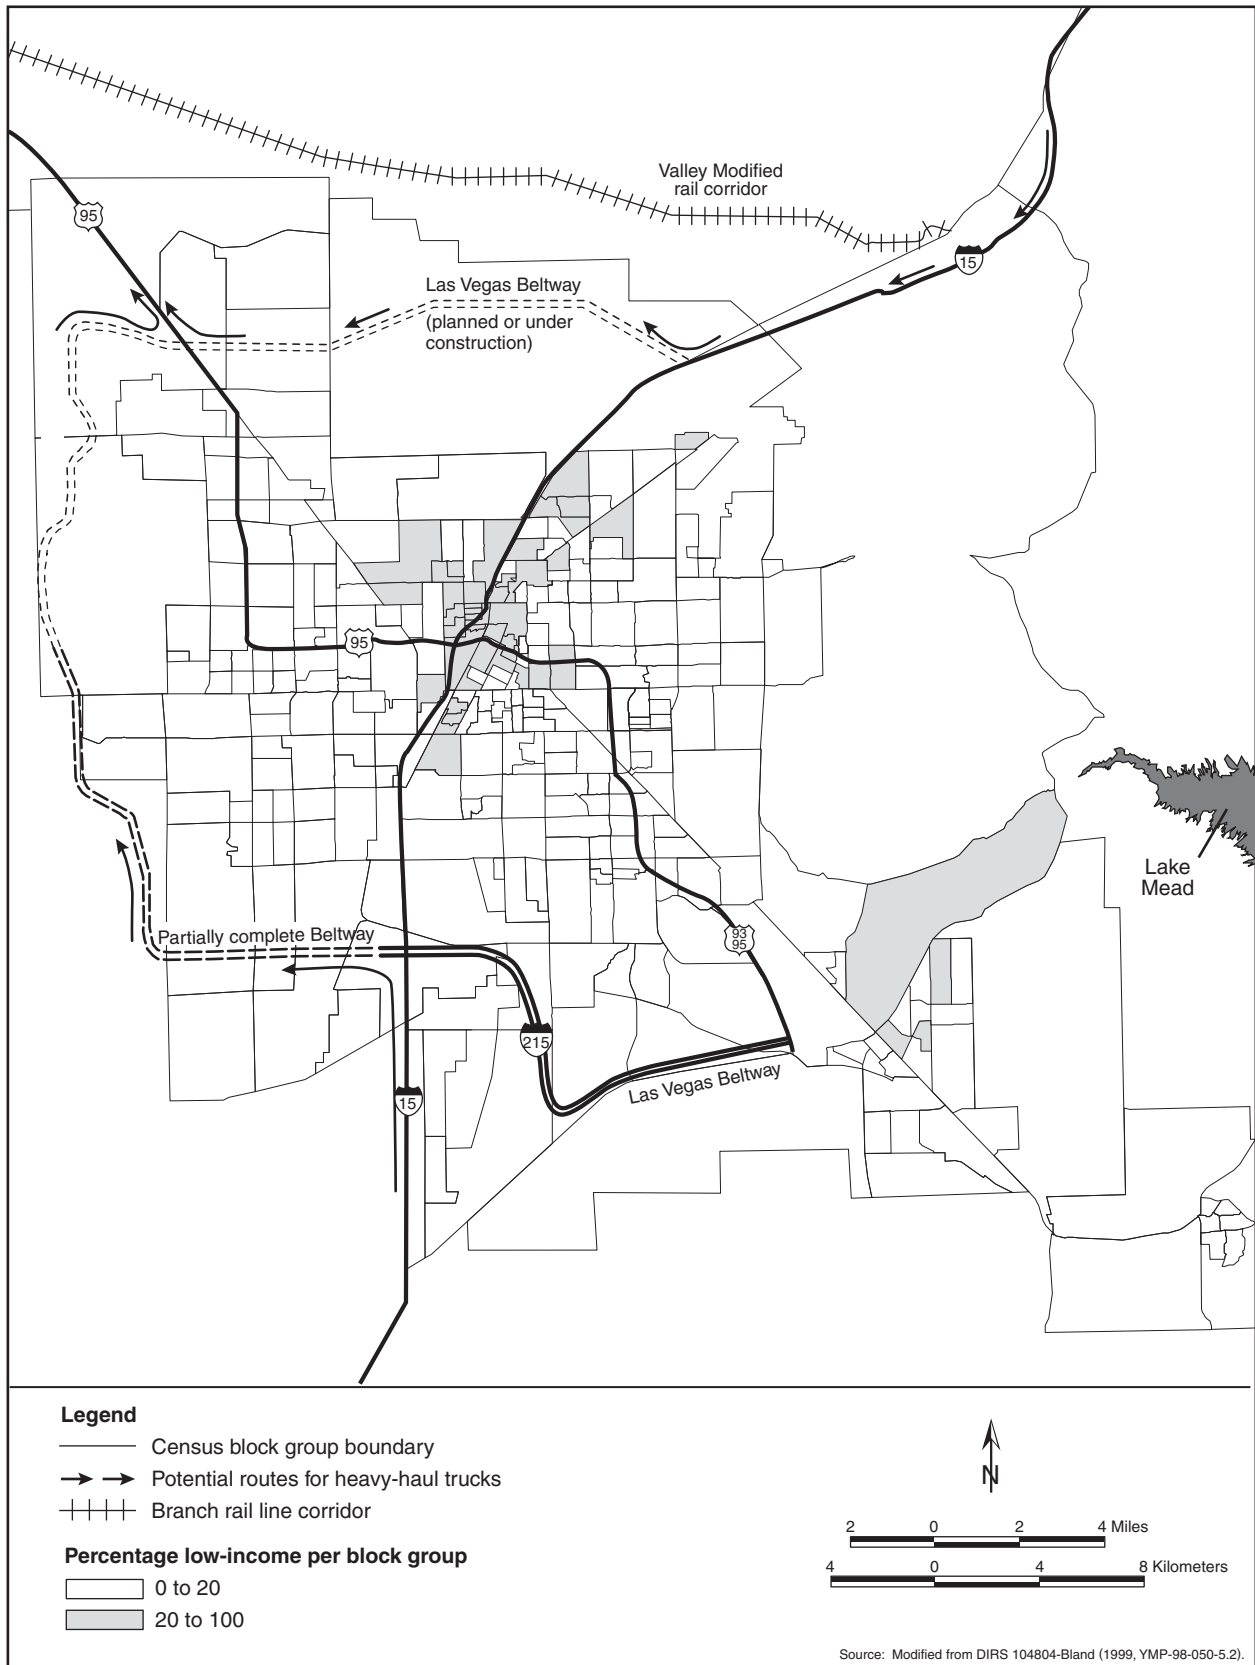 Valley Modified
rail corridor
95
15
Las Vegas Beltway
(planned or under
construction)
95
Lake
Mead
Partially complete Beltway
93
95
215
Las Vegas Beltway
15
Legend
Census block group boundary
Potential routes for heavy-haul trucks
Branch rail line corridor
Percentage low-income per block group
0 to 20
20 to 100
N
2 0 2 4 Miles
4 0 4 8 Kilometers
Source: Modified from DIRS 104804-Bland (1999, YMP-98-050-5.2).